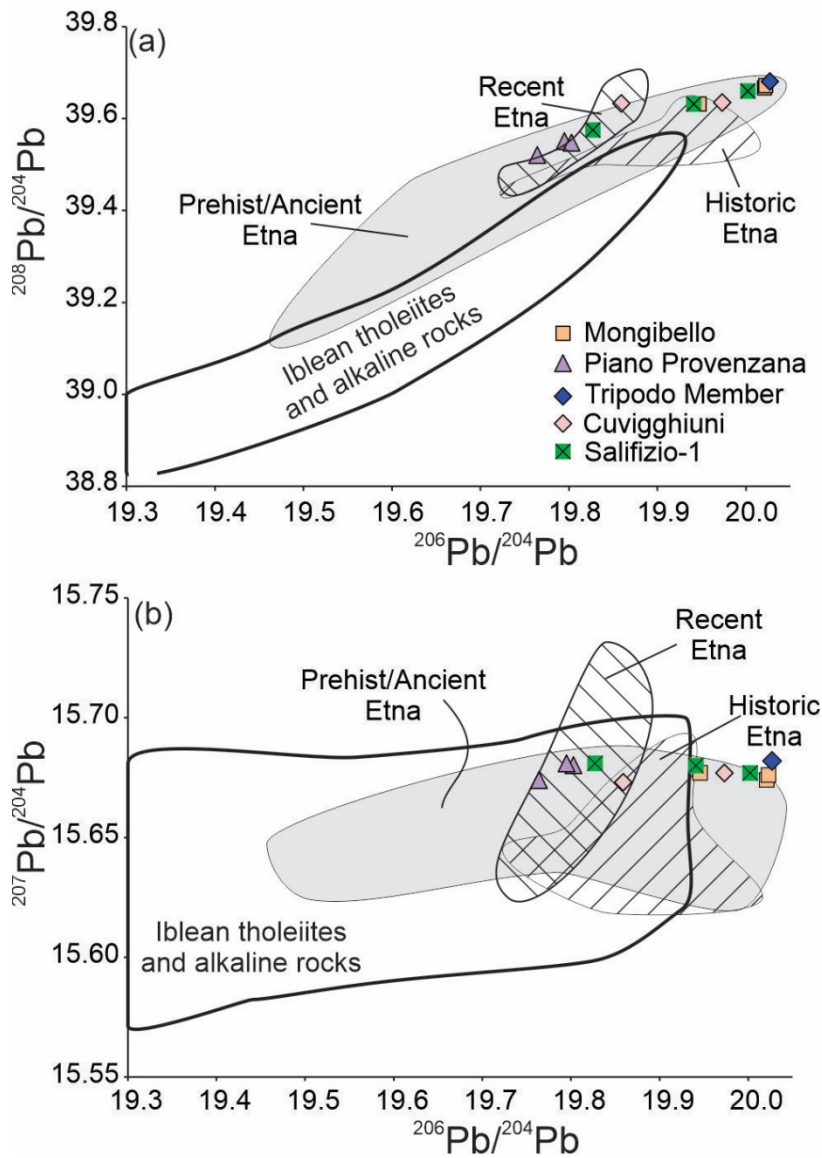 (a)
39.8
39.6
39.4
39.2
39.0
38.8
208Pb/204Pb
Recent
Etna
Prehist/Ancient
Etna
Historic
Etna
Iblean tholeiites
and alkaline rocks
Mongibello
Piano Provenzana
Tripodo Member
Cuvigghiuni
Salifizio-1
19.3 19.4 19.5 19.6 19.7 19.8 19.9 20.0
206Pb/204Pb
(b)
15.75
15.70
15.65
15.60
15.55
207Pb/204Pb
Recent
Etna
Prehist/Ancient
Etna
Historic
Etna
Iblean tholeiites
and alkaline rocks
19.3 19.4 19.5 19.6 19.7 19.8 19.9 20.0
206Pb/204Pb